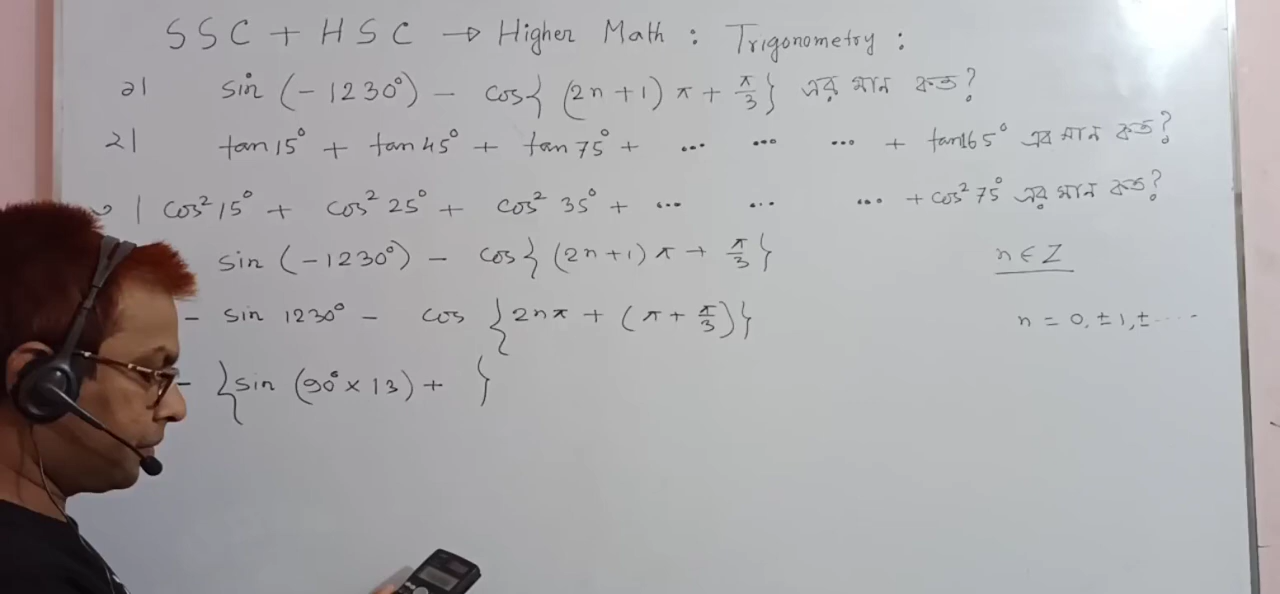 SSC + HSC → Higher Math : Trigonometry :
১| sin (-1230°) - cos{(2n+1)π + π/3} এর মান কত?
২| tan15° + tan45° + tan75° + ... ... ... + tan165° এর মান কত?
| cos²15° + cos²25° + cos²35° + ... ... ... + cos²75° এর মান কত?
sin (-1230°) - cos{(2n+1)π + π/3} n∈Z
- sin 1230° - cos {2nπ + (π + π/3)} n = 0, ±1, ± ....
- {sin (90°×13) + }